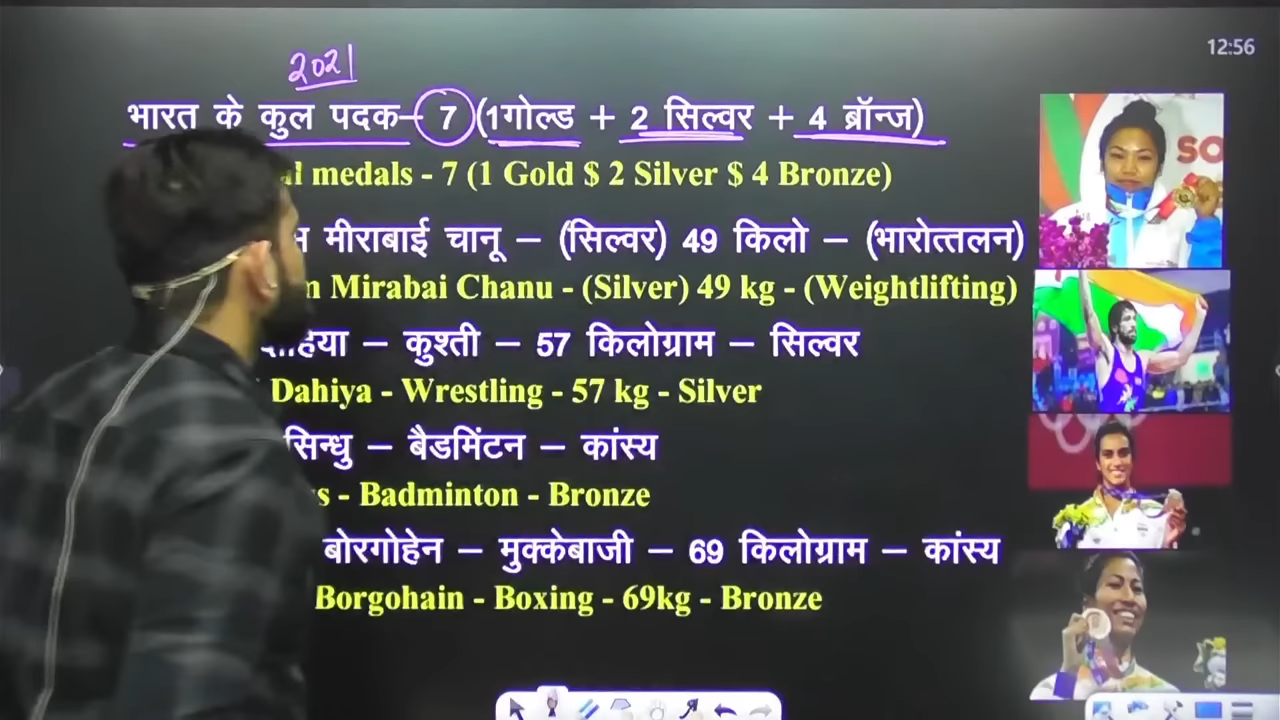 12:56
2021
भारत के कुल पदक– 7 (1गोल्ड + 2 सिल्वर + 4 ब्रॉन्ज)
medals - 7 (1 Gold $ 2 Silver $ 4 Bronze)
मीराबाई चानू – (सिल्वर) 49 किलो – (भारोत्तलन)
Mirabai Chanu - (Silver) 49 kg - (Weightlifting)
– कुश्ती – 57 किलोग्राम – सिल्वर
Dahiya - Wrestling - 57 kg - Silver
सिन्धु – बैडमिंटन – कांस्य
- Badminton - Bronze
बोरगोहेन – मुक्केबाजी – 69 किलोग्राम – कांस्य
Borgohain - Boxing - 69kg - Bronze
SO